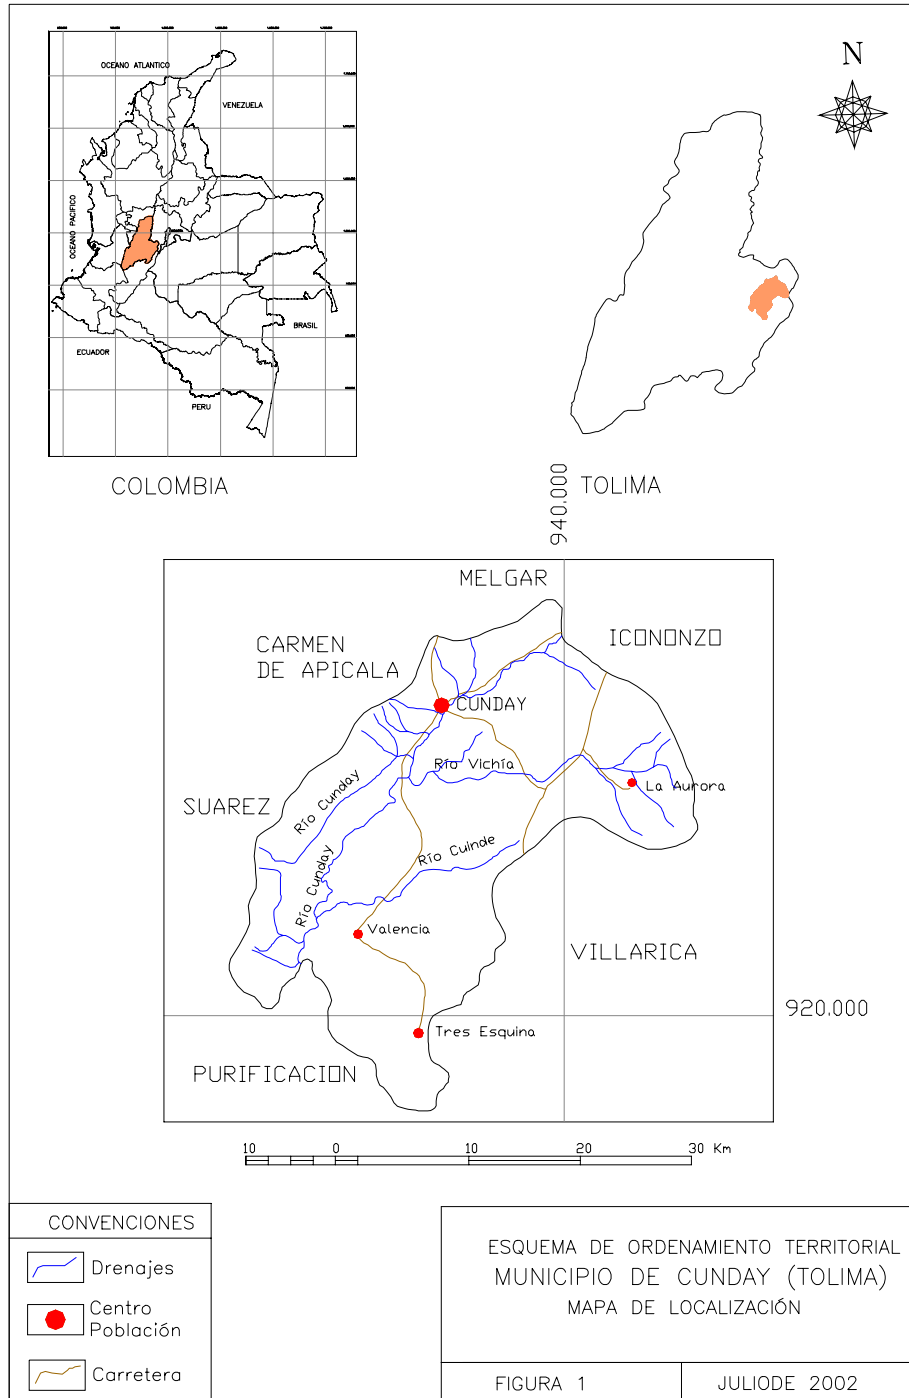 OCEANO ATLANTICO
VENEZUELA
OCEANO PACIFICO
BRASIL
ECUADOR
PERU
COLOMBIA
N
TOLIMA
940.000
MELGAR
ICONONZO
CARMEN
DE APICALA
CUNDAY
Río Vichía
La Aurora
SUAREZ
Río Cunday
Río Cuinde
Río Cunday
Valencia
VILLARICA
920.000
Tres Esquina
PURIFICACION
10 0 10 20 30 Km
CONVENCIONES
Drenajes
Centro
Población
Carretera
ESQUEMA DE ORDENAMIENTO TERRITORIAL
MUNICIPIO DE CUNDAY (TOLIMA)
MAPA DE LOCALIZACIÓN
FIGURA 1
JULIODE 2002